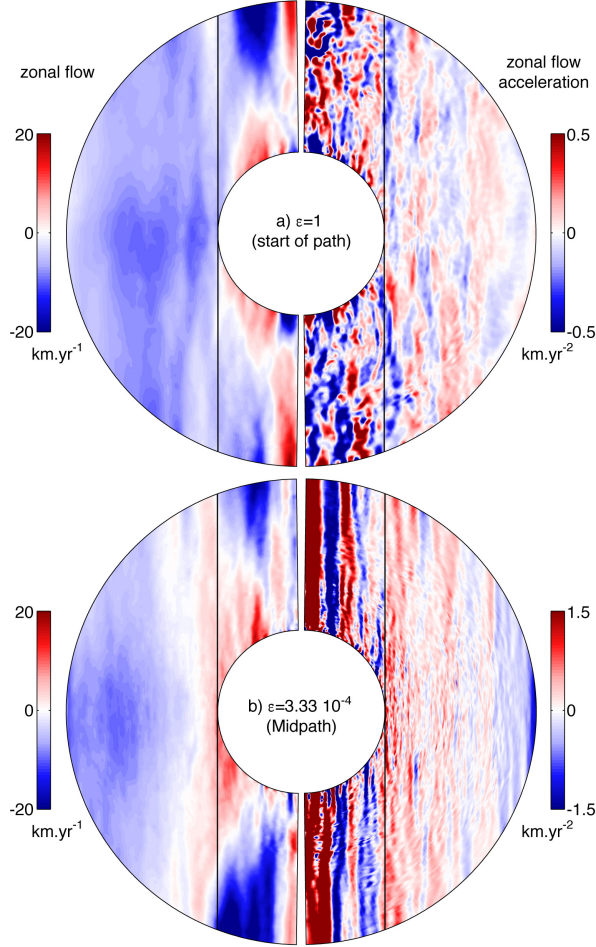 zonal flow
zonal flow
acceleration
20
0
-20
km.yr-1
a) ε=1
(start of path)
0.5
0
-0.5
km.yr-2
20
0
-20
km.yr-1
b) ε=3.33 10-4
(Midpath)
1.5
0
-1.5
km.yr-2